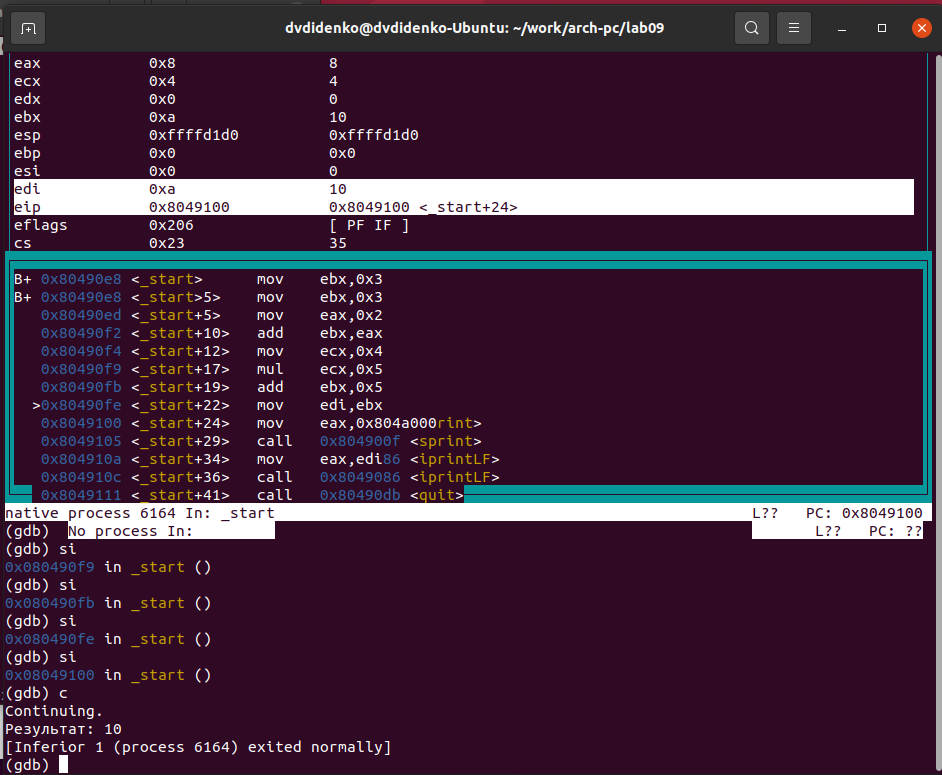 dvdidenko@dvdidenko-Ubuntu: ~/work/arch-pc/lab09
eax 0x8 8
ecx 0x4 4
edx 0x0 0
ebx 0xa 10
esp 0xffffd1d0 0xffffd1d0
ebp 0x0 0x0
esi 0x0 0
edi 0xa 10
eip 0x8049100 0x8049100 <_start+24>
eflags 0x206 [ PF IF ]
cs 0x23 35
B+ 0x80490e8 <_start> mov ebx,0x3
B+ 0x80490e8 <_start>5> mov ebx,0x3
0x80490ed <_start+5> mov eax,0x2
0x80490f2 <_start+10> add ebx,eax
0x80490f4 <_start+12> mov ecx,0x4
0x80490f9 <_start+17> mul ecx,0x5
0x80490fb <_start+19> add ebx,0x5
>0x80490fe <_start+22> mov edi,ebx
0x8049100 <_start+24> mov eax,0x804a000rint>
0x8049105 <_start+29> call 0x804900f <sprint>
0x804910a <_start+34> mov eax,edi86 <iprintLF>
0x804910c <_start+36> call 0x8049086 <iprintLF>
0x8049111 <_start+41> call 0x80490db <quit>
native process 6164 In: _start L?? PC: 0x8049100
(gdb) No process In: L?? PC: ??
(gdb) si
0x080490f9 in _start ()
(gdb) si
0x080490fb in _start ()
(gdb) si
0x080490fe in _start ()
(gdb) si
0x08049100 in _start ()
(gdb) c
Continuing.
Результат: 10
[Inferior 1 (process 6164) exited normally]
(gdb)